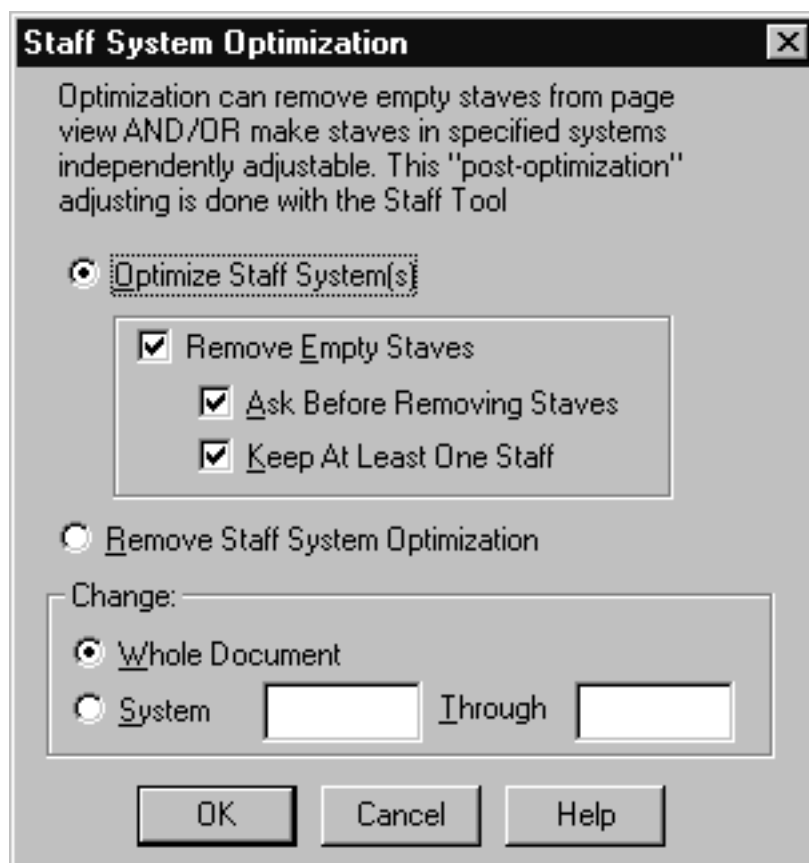 Staff System Optimization
Optimization can remove empty staves from page
view AND/OR make staves in specified systems
independently adjustable. This "post-optimization"
adjusting is done with the Staff Tool
Optimize Staff System(s)
Remove Empty Staves
Ask Before Removing Staves
Keep At Least One Staff
Remove Staff System Optimization
Change:
Whole Document
System Through
OK Cancel Help